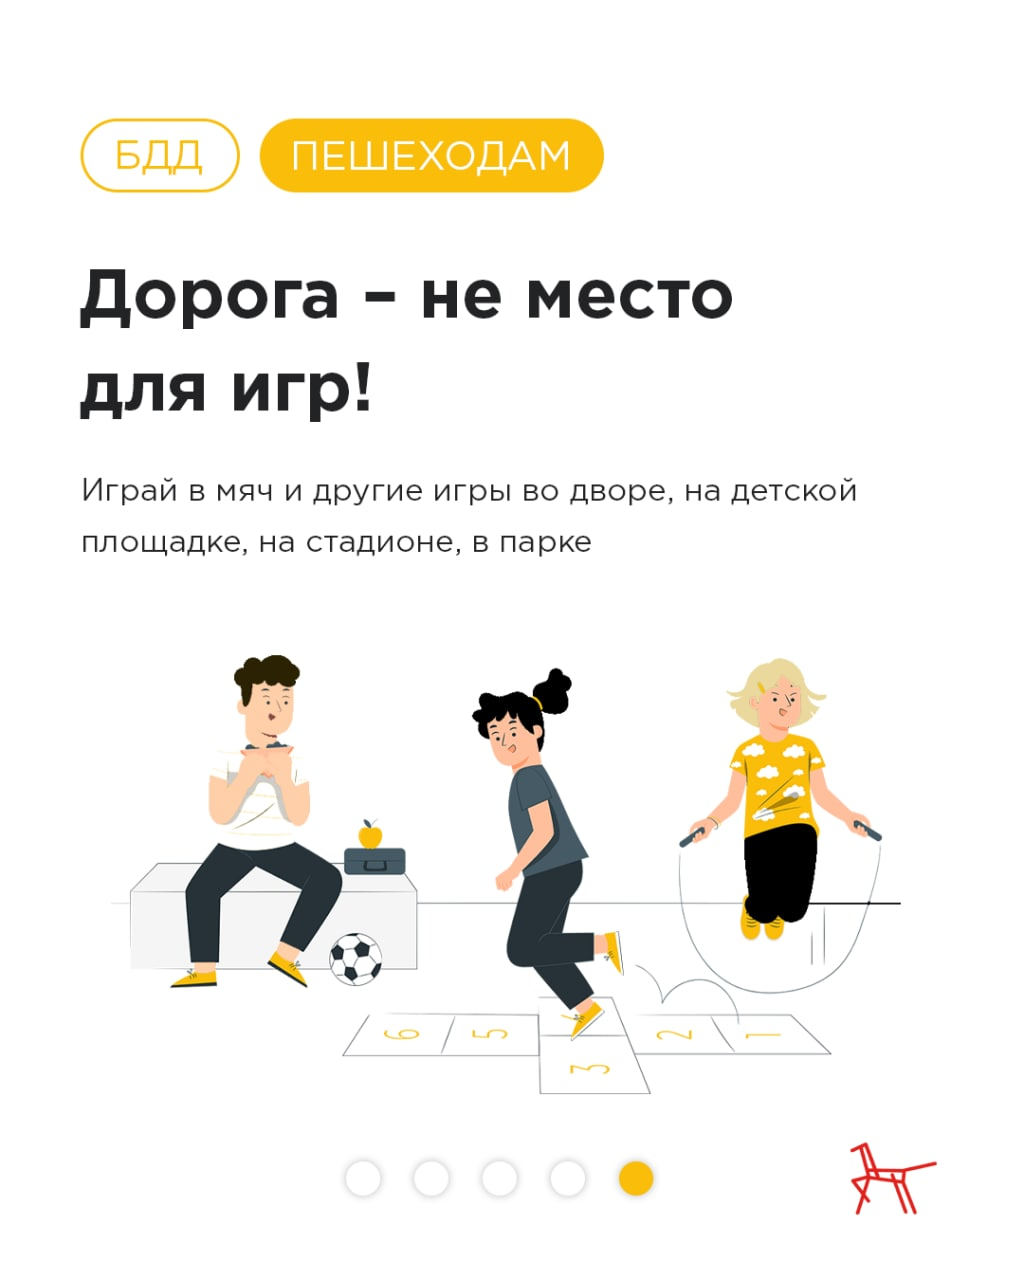 БДД ПЕШЕХОДАМ
Дорога – не место
для игр!
Играй в мяч и другие игры во дворе, на детской
площадке, на стадионе, в парке
6 5 2 1
3